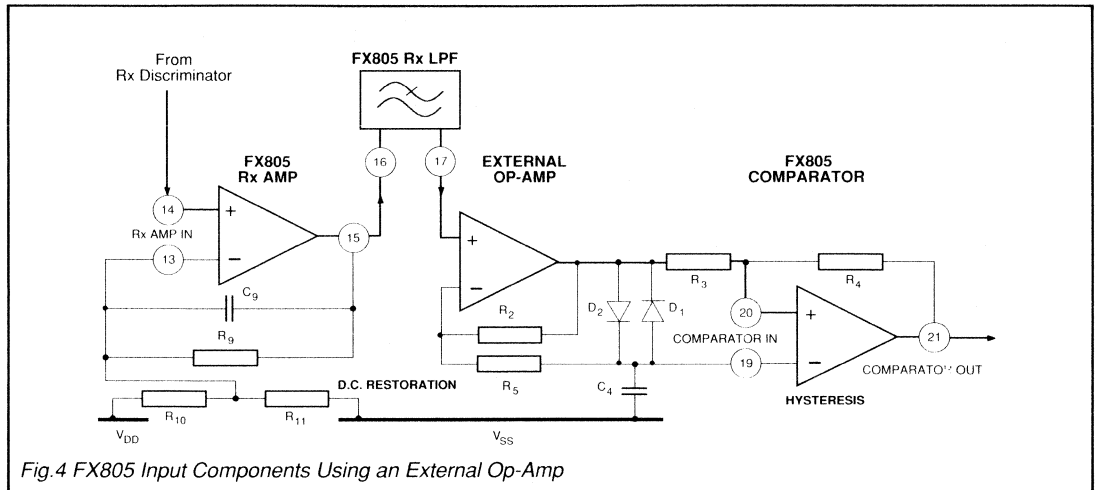 From
Rx Discriminator
FX805 Rx LPF
FX805
Rx AMP
16
17
EXTERNAL
OP-AMP
FX805
COMPARATOR
14
+
Rx AMP IN
13
−
15
C9
R9
+
−
R2
R5
D2
D1
R3
R4
20
COMPARATOR IN
19
+
−
21
COMPARATOR OUT
C4
HYSTERESIS
D.C. RESTORATION
R10
R11
VDD
VSS
Fig.4 FX805 Input Components Using an External Op-Amp